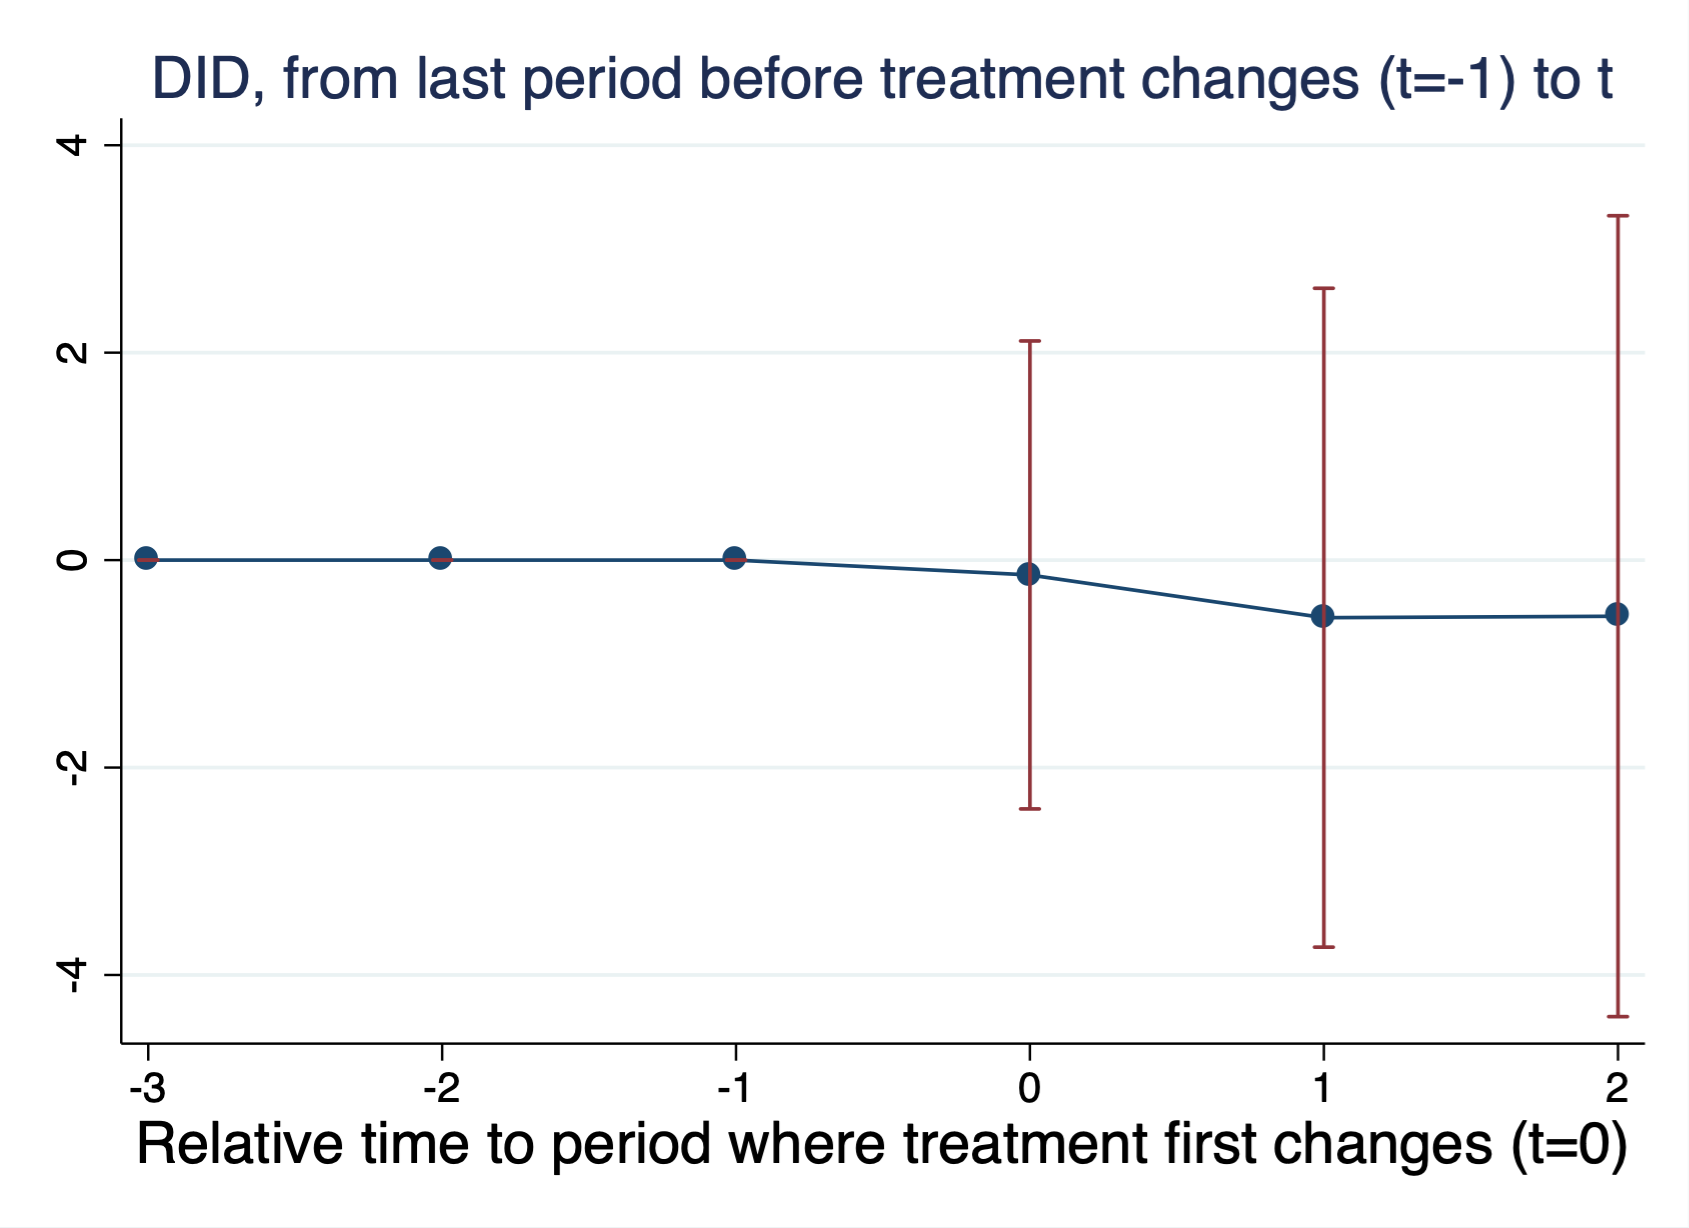 DID, from last period before treatment changes (t=-1) to t
4
2
0
-2
-4
-3 -2 -1 0 1 2
Relative time to period where treatment first changes (t=0)